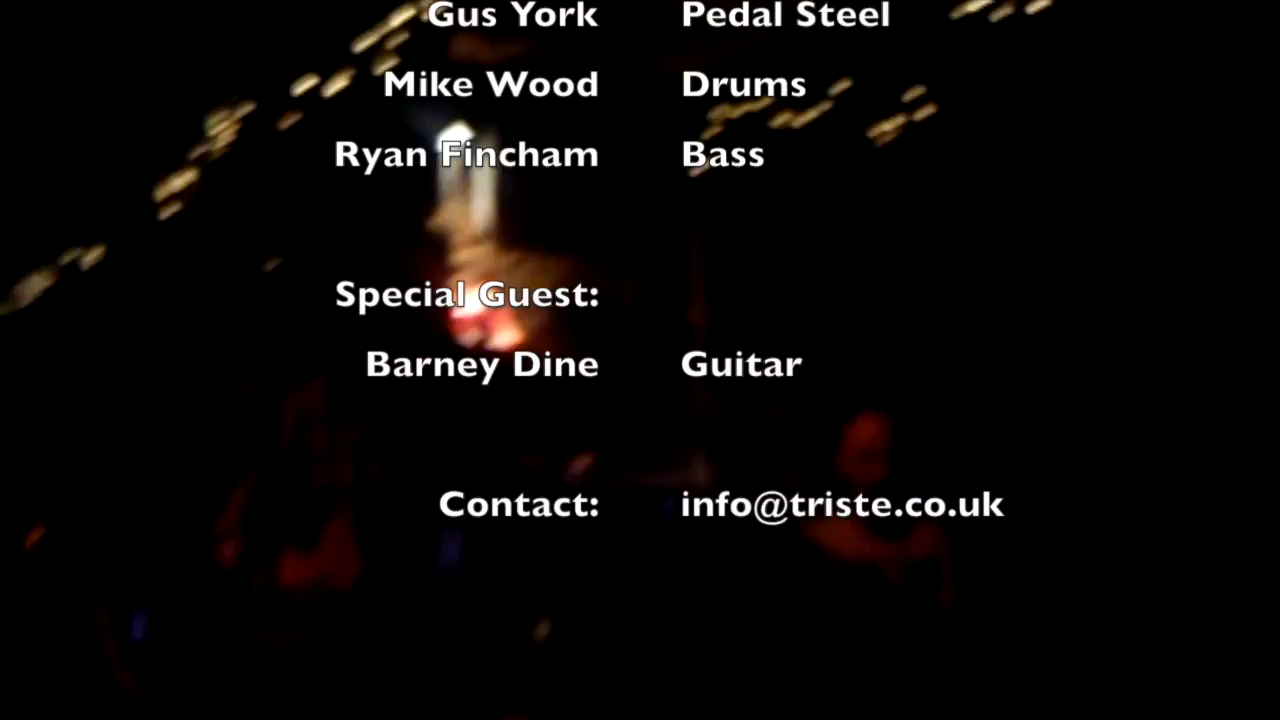 Gus York Pedal Steel
Mike Wood Drums
Ryan Fincham Bass
Special Guest:
Barney Dine Guitar
Contact: info@triste.co.uk